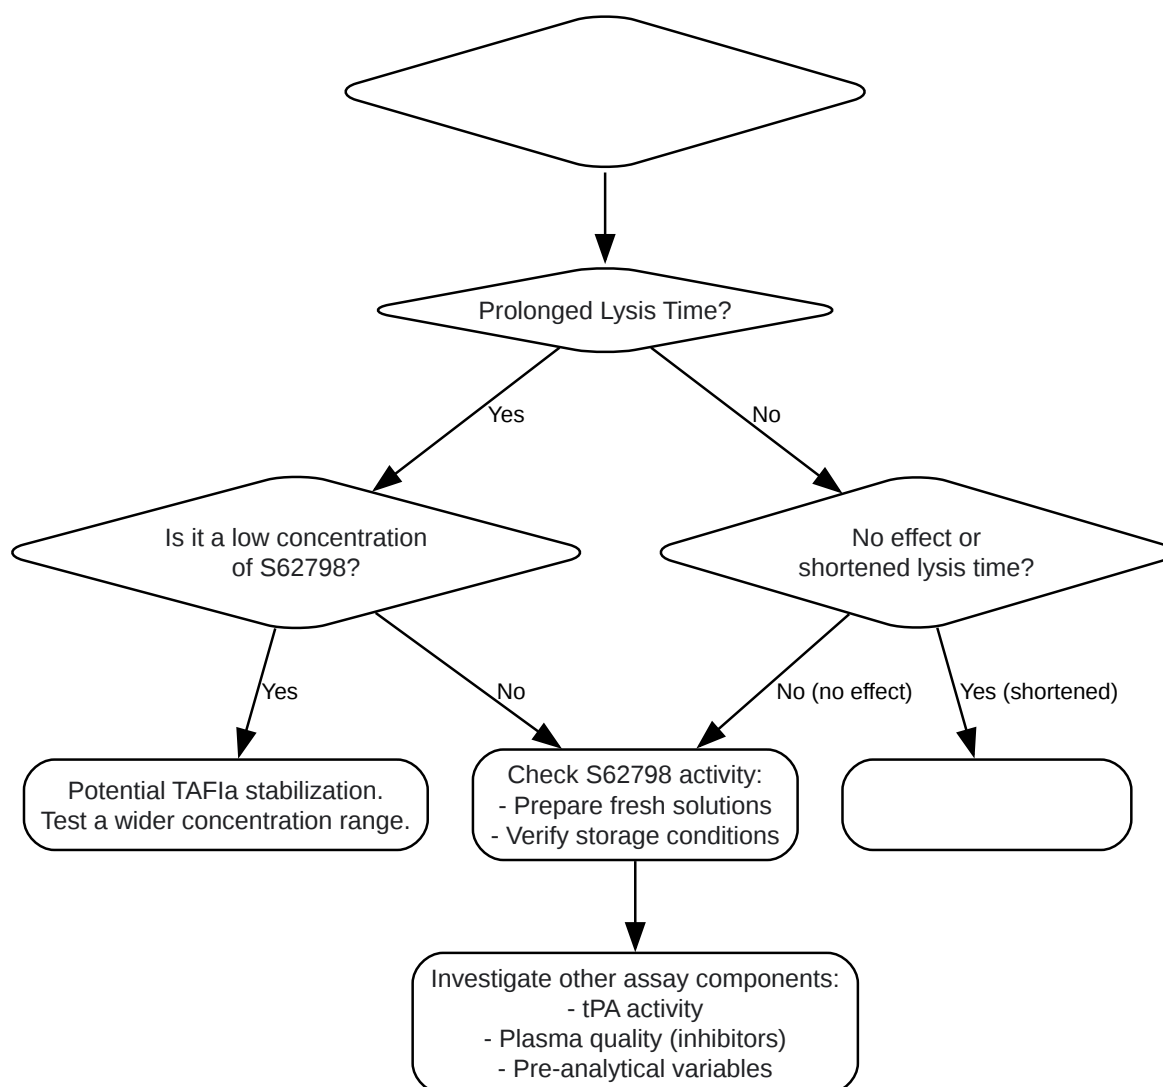 Prolonged Lysis Time?
Yes
No
Is it a low concentration
of S62798?
No effect or
shortened lysis time?
Yes
No
No (no effect)
Yes (shortened)
Potential TAFIa stabilization.
Test a wider concentration range.
Check S62798 activity:
- Prepare fresh solutions
- Verify storage conditions
Investigate other assay components:
- tPA activity
- Plasma quality (inhibitors)
- Pre-analytical variables